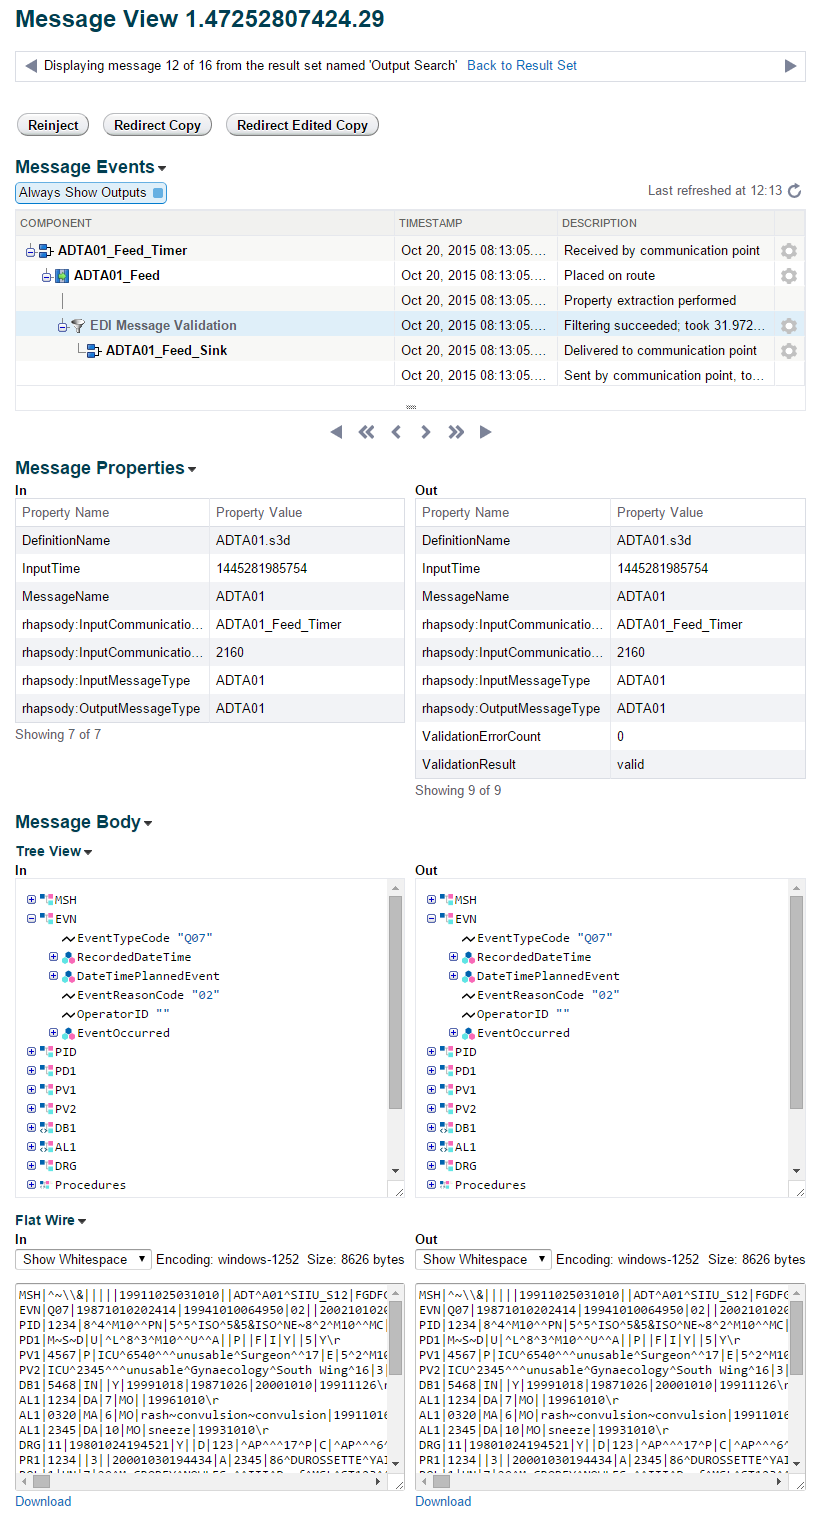 Message View 1.47252807424.29
Displaying message 12 of 16 from the result set named 'Output Search' Back to Result Set
Reinject Redirect Copy Redirect Edited Copy
Message Events
Always Show Outputs Last refreshed at 12:13
COMPONENT TIMESTAMP DESCRIPTION
ADTA01_Feed_Timer Oct 20, 2015 08:13:05.... Received by communication point
ADTA01_Feed Oct 20, 2015 08:13:05.... Placed on route
Oct 20, 2015 08:13:05.... Property extraction performed
EDI Message Validation Oct 20, 2015 08:13:05.... Filtering succeeded; took 31.972...
ADTA01_Feed_Sink Oct 20, 2015 08:13:05.... Delivered to communication point
Oct 20, 2015 08:13:05.... Sent by communication point, to...
Message Properties
In
Property Name Property Value
DefinitionName ADTA01.s3d
InputTime 1445281985754
MessageName ADTA01
rhapsody:InputCommunicatio... ADTA01_Feed_Timer
rhapsody:InputCommunicatio... 2160
rhapsody:InputMessageType ADTA01
rhapsody:OutputMessageType ADTA01
Showing 7 of 7
Out
Property Name Property Value
DefinitionName ADTA01.s3d
InputTime 1445281985754
MessageName ADTA01
rhapsody:InputCommunicatio... ADTA01_Feed_Timer
rhapsody:InputCommunicatio... 2160
rhapsody:InputMessageType ADTA01
rhapsody:OutputMessageType ADTA01
ValidationErrorCount 0
ValidationResult valid
Showing 9 of 9
Message Body
Tree View
In
MSH
EVN
EventTypeCode "Q07"
RecordedDateTime
DateTimePlannedEvent
EventReasonCode "02"
OperatorID ""
EventOccurred
PID
PD1
PV1
PV2
DB1
AL1
DRG
Procedures
Out
MSH
EVN
EventTypeCode "Q07"
RecordedDateTime
DateTimePlannedEvent
EventReasonCode "02"
OperatorID ""
EventOccurred
PID
PD1
PV1
PV2
DB1
AL1
DRG
Procedures
Flat Wire
In
Show Whitespace Encoding: windows-1252 Size: 8626 bytes
MSH|^~\\&|||||19911025031010||ADT^A01^SIIU_S12|FGDFG
EVN|Q07|19871010202414|19941010064950|02||2002101020
PID|1234|8^4^M10^^PN|5^5^ISO^5&5&ISO^NE~8^2^M10^^MC|
PD1|M~S~D|U|^L^8^3^M10^^U^^A||P||F|I|Y||5|Y\r
PV1|4567|P|ICU^6540^^^unusable^Surgeon^^17|E|5^2^M10
PV2|ICU^2345^^^unusable^Gynaecology^South Wing^16|3|
DB1|5468|IN||Y|19991018|19871026|20001010|19911126\r
AL1|1234|DA|7|MO||19961010\r
AL1|0320|MA|6|MO|rash~convulsion~convulsion|19911016
AL1|2345|DA|10|MO|sneeze|19931010\r
DRG|11|19801024194521|Y||D|123|^AP^^^17^P|C|^AP^^^6^
PR1|1234||3||20001030194434|A|2345|86^DUROSSETTE^YAI
Download
Out
Show Whitespace Encoding: windows-1252 Size: 8626 bytes
MSH|^~\\&|||||19911025031010||ADT^A01^SIIU_S12|FGDFG
EVN|Q07|19871010202414|19941010064950|02||2002101020
PID|1234|8^4^M10^^PN|5^5^ISO^5&5&ISO^NE~8^2^M10^^MC|
PD1|M~S~D|U|^L^8^3^M10^^U^^A||P||F|I|Y||5|Y\r
PV1|4567|P|ICU^6540^^^unusable^Surgeon^^17|E|5^2^M10
PV2|ICU^2345^^^unusable^Gynaecology^South Wing^16|3|
DB1|5468|IN||Y|19991018|19871026|20001010|19911126\r
AL1|1234|DA|7|MO||19961010\r
AL1|0320|MA|6|MO|rash~convulsion~convulsion|19911016
AL1|2345|DA|10|MO|sneeze|19931010\r
DRG|11|19801024194521|Y||D|123|^AP^^^17^P|C|^AP^^^6^
PR1|1234||3||20001030194434|A|2345|86^DUROSSETTE^YAI
Download